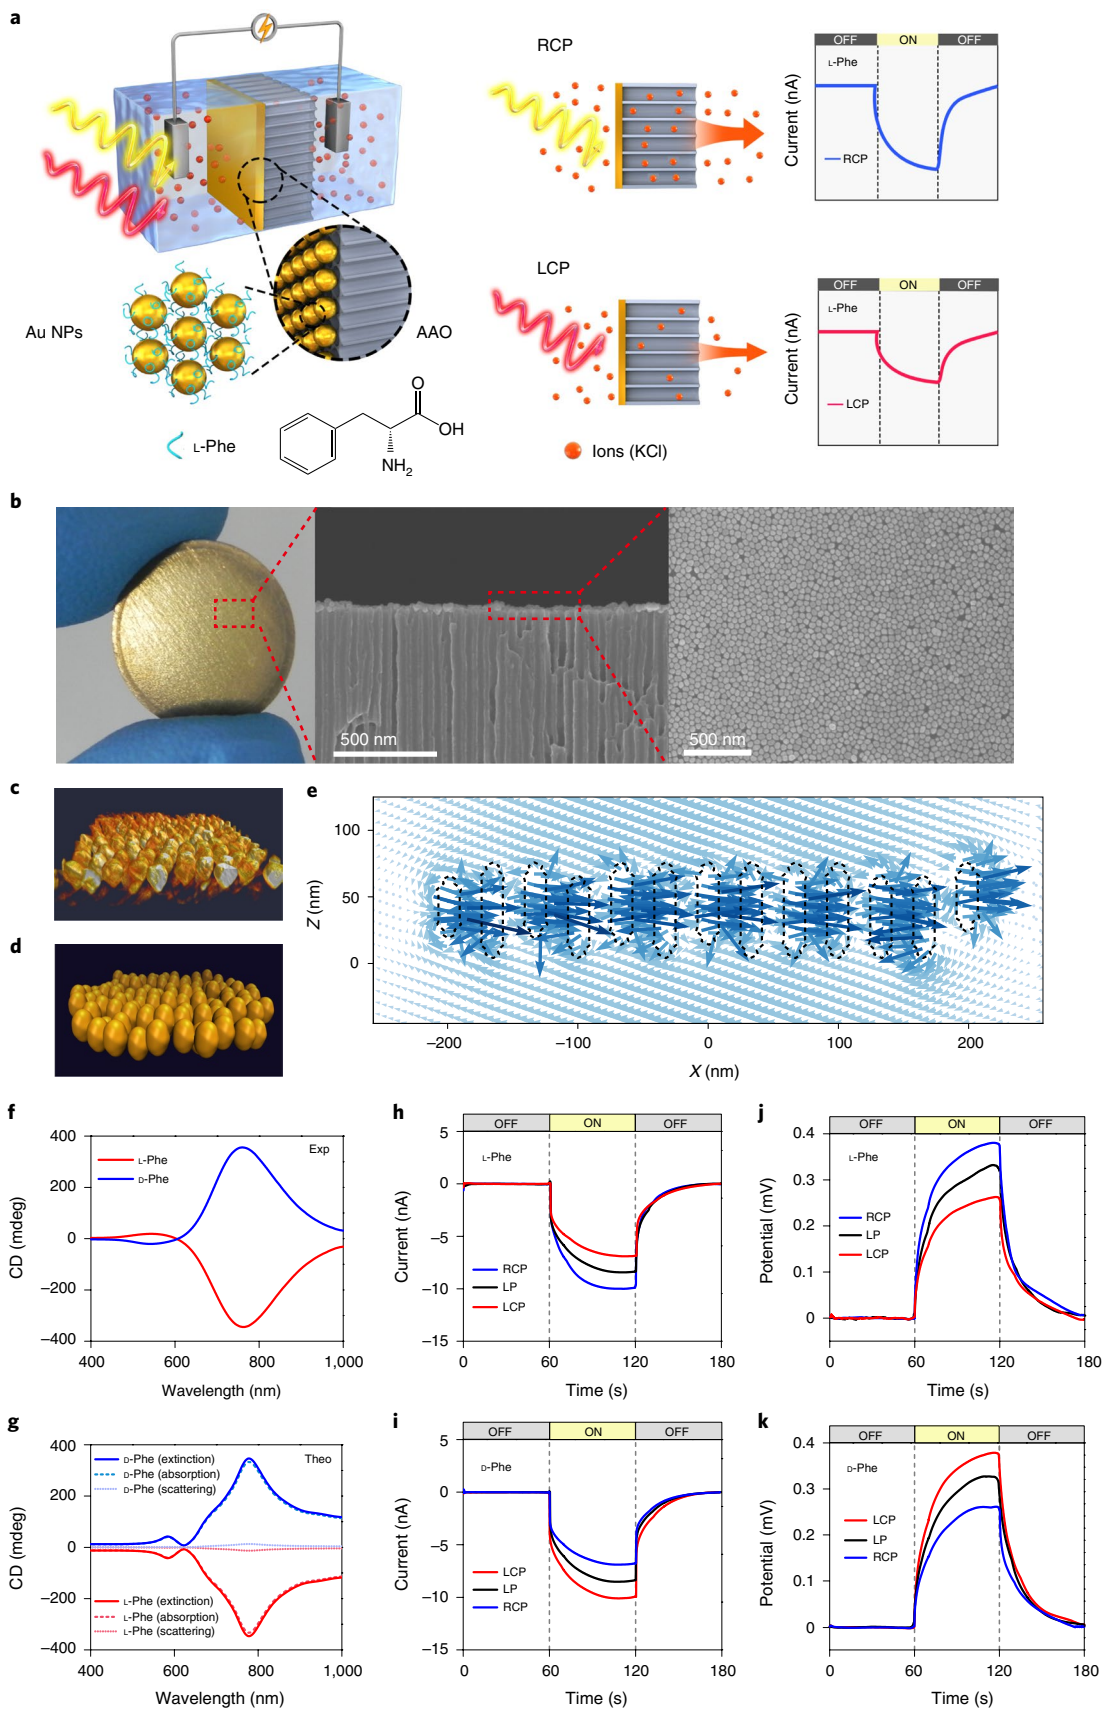 a
Au NPs
AAO
L-Phe
O
OH
NH2
RCP
LCP
Ions (KCl)
OFF ON OFF
L-Phe
RCP
Current (nA)
OFF ON OFF
L-Phe
LCP
Current (nA)
b
500 nm
500 nm
c
d
e
100
50
0
Z (nm)
−200 −100 0 100 200
X (nm)
f
400
200
0
−200
−400
CD (mdeg)
L-Phe
D-Phe
Exp
400 600 800 1,000
Wavelength (nm)
g
400
200
0
−200
−400
CD (mdeg)
D-Phe (extinction)
D-Phe (absorption)
D-Phe (scattering)
Theo
L-Phe (extinction)
L-Phe (absorption)
L-Phe (scattering)
400 600 800 1,000
Wavelength (nm)
h
OFF ON OFF
5
0
−5
−10
−15
Current (nA)
L-Phe
RCP
LP
LCP
0 60 120 180
Time (s)
i
OFF ON OFF
5
0
−5
−10
−15
Current (nA)
D-Phe
LCP
LP
RCP
0 60 120 180
Time (s)
j
OFF ON OFF
0.4
0.3
0.2
0.1
0
Potential (mV)
L-Phe
RCP
LP
LCP
0 60 120 180
Time (s)
k
OFF ON OFF
0.4
0.3
0.2
0.1
0
Potential (mV)
D-Phe
LCP
LP
RCP
0 60 120 180
Time (s)